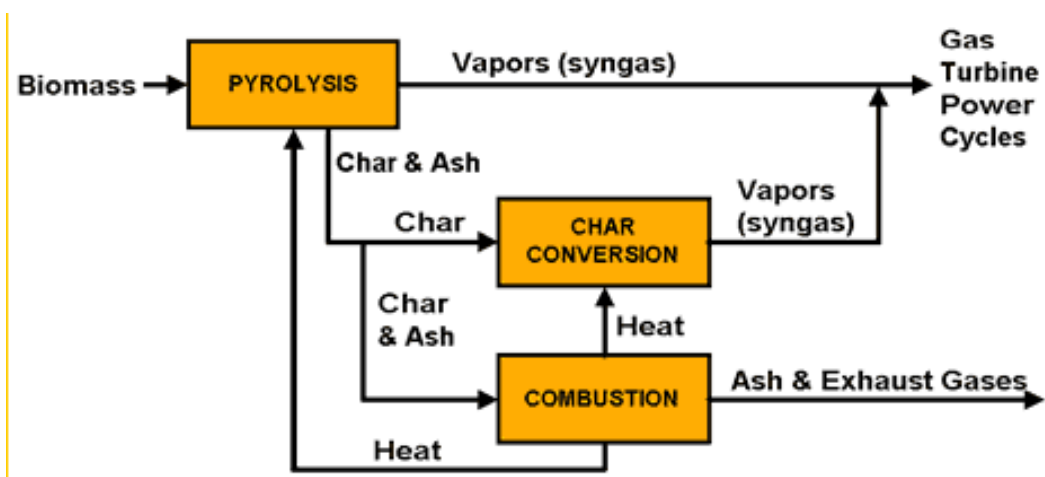 Biomass
PYROLYSIS
Vapors (syngas)
Gas
Turbine
Power
Cycles
Char & Ash
Char
CHAR
CONVERSION
Vapors
(syngas)
Char
& Ash
Heat
COMBUSTION
Ash & Exhaust Gases
Heat